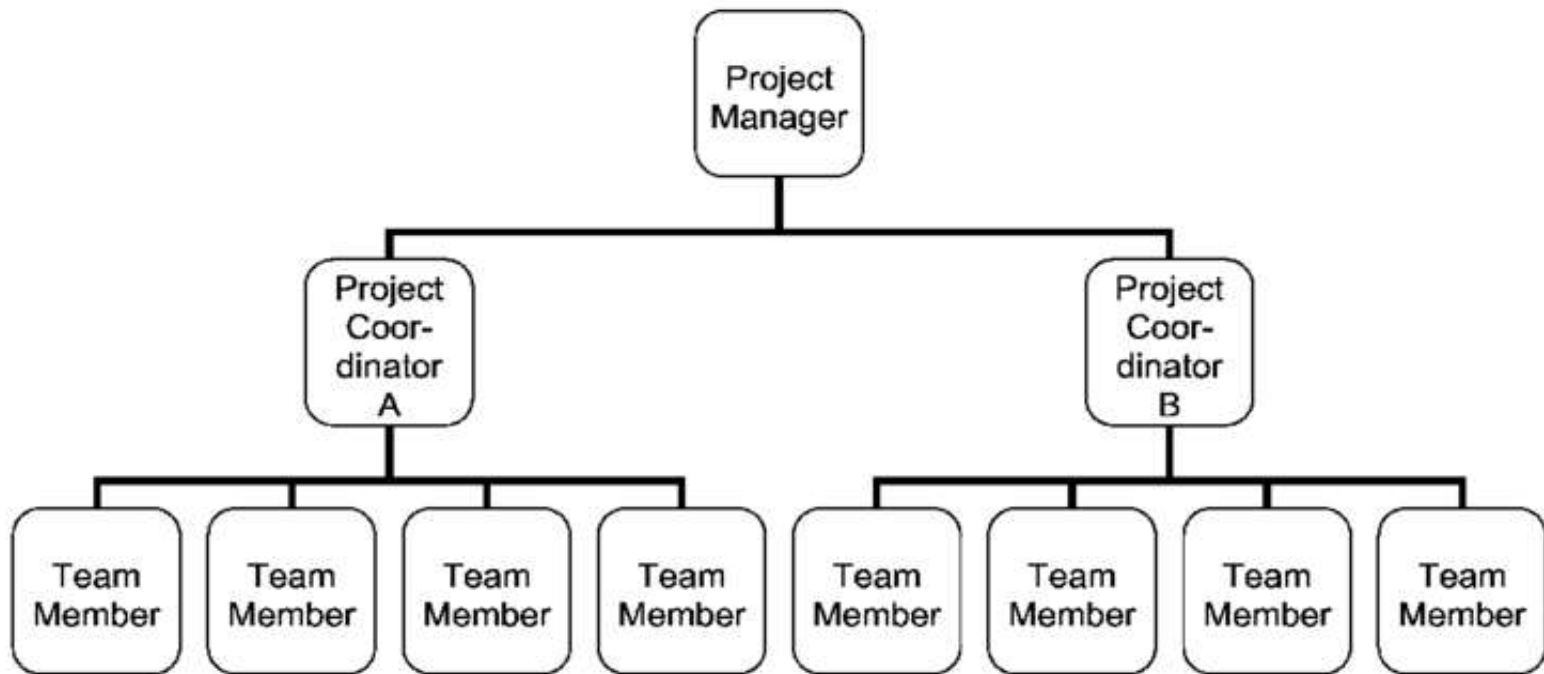 Project
Manager
Project
Coor-
dinator
A
Project
Coor-
dinator
B
Team
Member
Team
Member
Team
Member
Team
Member
Team
Member
Team
Member
Team
Member
Team
Member